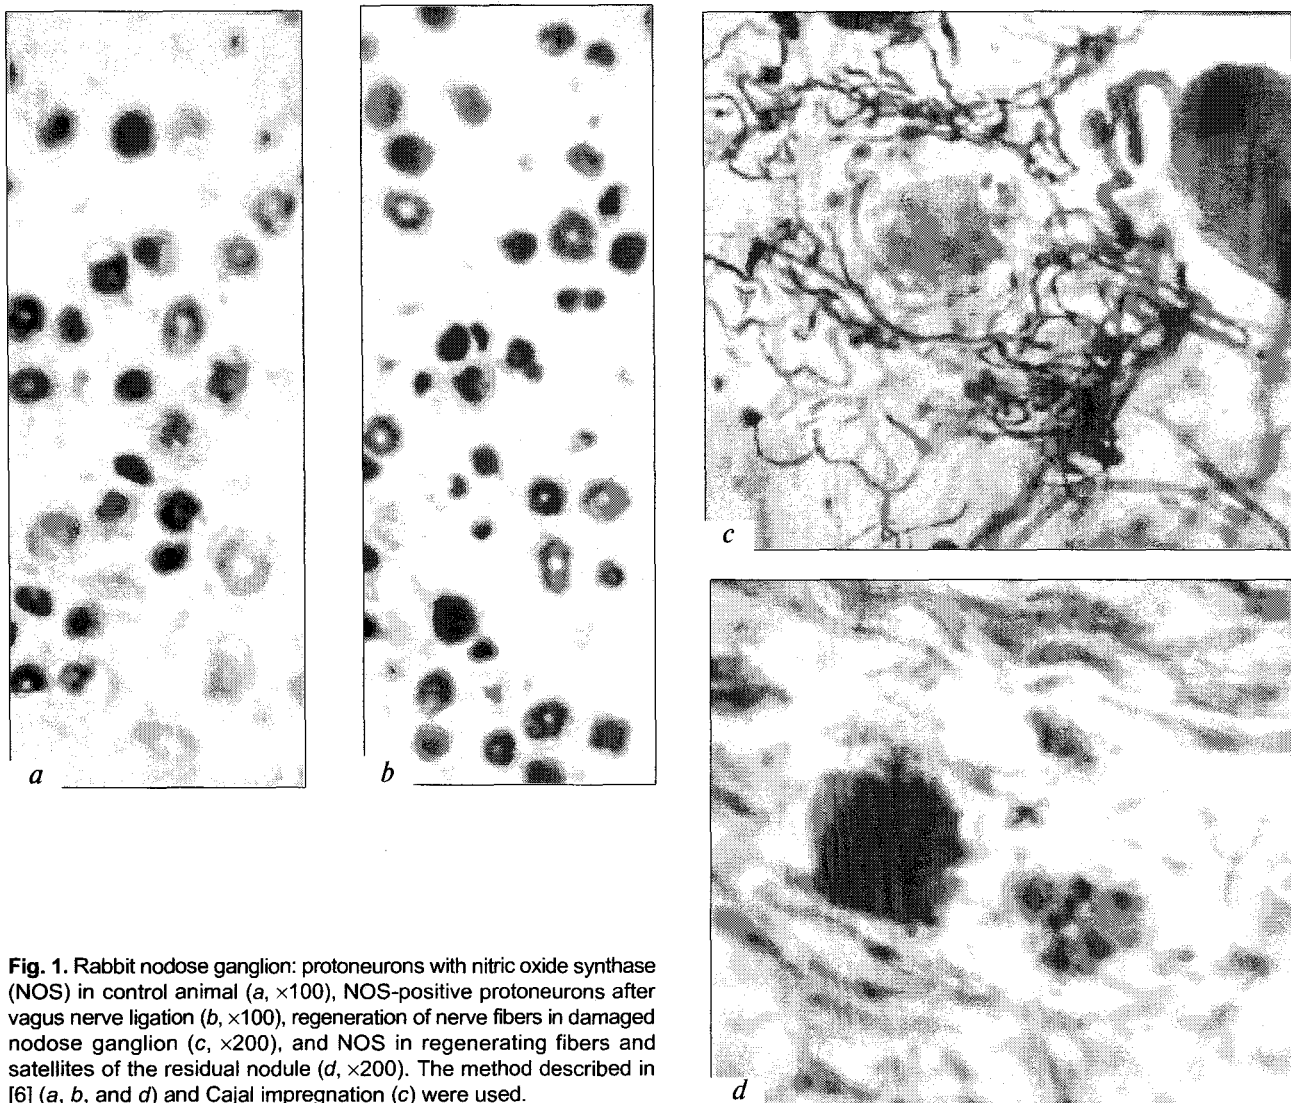 a
b
c
d
Fig. 1. Rabbit nodose ganglion: protoneurons with nitric oxide synthase
(NOS) in control animal (a, ×100), NOS-positive protoneurons after
vagus nerve ligation (b, ×100), regeneration of nerve fibers in damaged
nodose ganglion (c, ×200), and NOS in regenerating fibers and
satellites of the residual nodule (d, ×200). The method described in
[6] (a, b, and d) and Cajal impregnation (c) were used.